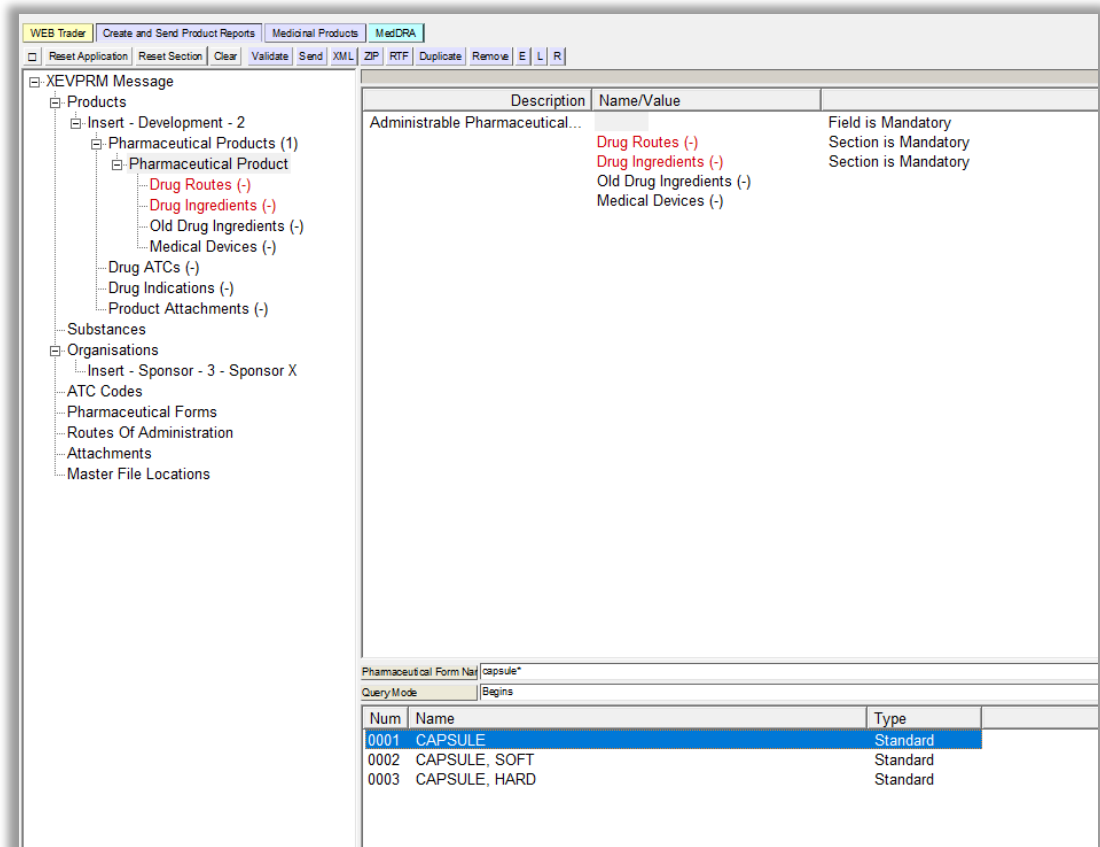 WEB Trader Create and Send Product Reports Medicinal Products MedDRA
Reset Application Reset Section Clear Validate Send XML ZIP RTF Duplicate Remove E L R
XEVPRM Message
Products
Insert - Development - 2
Pharmaceutical Products (1)
Pharmaceutical Product
Drug Routes (-)
Drug Ingredients (-)
Old Drug Ingredients (-)
Medical Devices (-)
Drug ATCs (-)
Drug Indications (-)
Product Attachments (-)
Substances
Organisations
Insert - Sponsor - 3 - Sponsor X
ATC Codes
Pharmaceutical Forms
Routes Of Administration
Attachments
Master File Locations
Description Name/Value
Administrable Pharmaceutical... Field is Mandatory
Drug Routes (-) Section is Mandatory
Drug Ingredients (-) Section is Mandatory
Old Drug Ingredients (-)
Medical Devices (-)
Pharmaceutical Form Nar capsule*
Query Mode Begins
Num Name Type
0001 CAPSULE Standard
0002 CAPSULE, SOFT Standard
0003 CAPSULE, HARD Standard